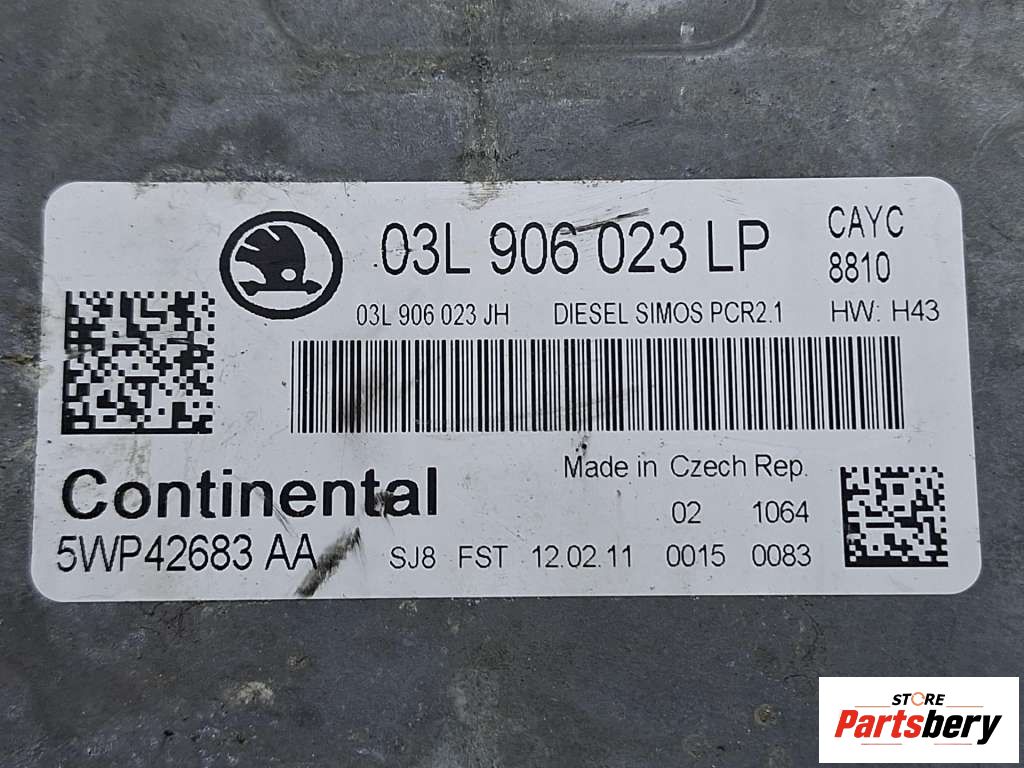 03L 906 023 LP CAYC
8810
03L 906 023 JH DIESEL SIMOS PCR2.1 HW: H43
Continental
Made in Czech Rep.
02 1064
5WP42683 AA SJ8 FST 12.02.11 0015 0083
STORE
Partsbery